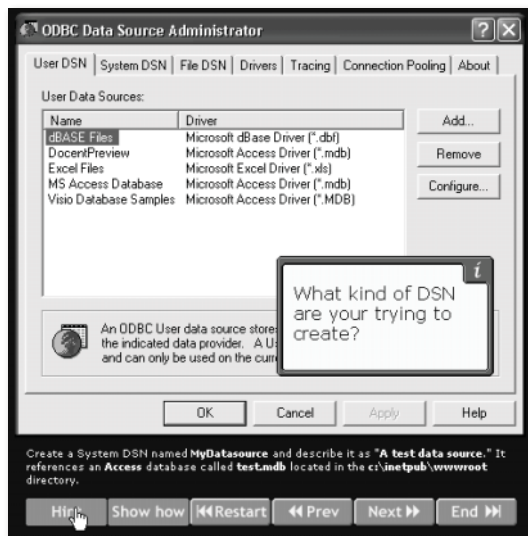 ODBC Data Source Administrator
User DSN System DSN File DSN Drivers Tracing Connection Pooling About
User Data Sources:
Name Driver
dBASE Files Microsoft dBase Driver (*.dbf)
DocentPreview Microsoft Access Driver (*.mdb)
Excel Files Microsoft Excel Driver (*.xls)
MS Access Database Microsoft Access Driver (*.mdb)
Visio Database Samples Microsoft Access Driver (*.MDB)
Add...
Remove
Configure...
i
What kind of DSN
are your trying to
create?
An ODBC User data source store
the indicated data provider. A U
and can only be used on the curr
OK Cancel Apply Help
Create a System DSN named MyDatasource and describe it as "A test data source." It
references an Access database called test.mdb located in the c:\inetpub\wwwroot
directory.
Hint Show how Restart Prev Next End